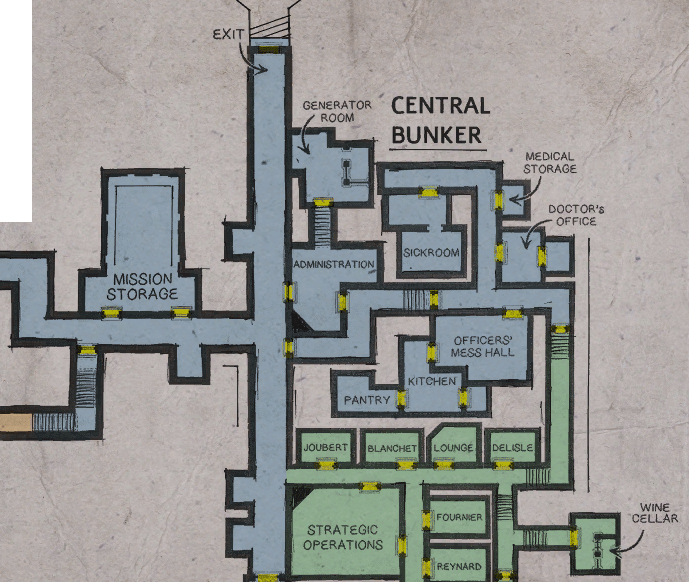 EXIT
GENERATOR
ROOM
CENTRAL
BUNKER
MEDICAL
STORAGE
DOCTOR'S
OFFICE
SICKROOM
ADMINISTRATION
MISSION
STORAGE
OFFICERS'
MESS HALL
KITCHEN
PANTRY
JOUBERT
BLANCHET
LOUNGE
DELISLE
WINE
CELLAR
FOURNIER
STRATEGIC
OPERATIONS
REYNARD